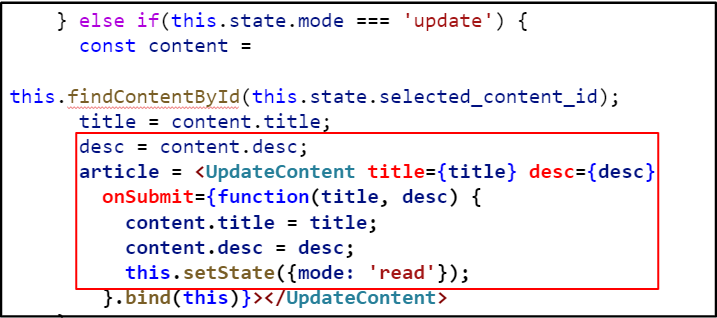 } else if(this.state.mode === 'update') {
const content =
this.findContentById(this.state.selected_content_id);
title = content.title;
desc = content.desc;
article = <UpdateContent title={title} desc={desc}
onSubmit={function(title, desc) {
content.title = title;
content.desc = desc;
this.setState({mode: 'read'});
}.bind(this)}></UpdateContent>